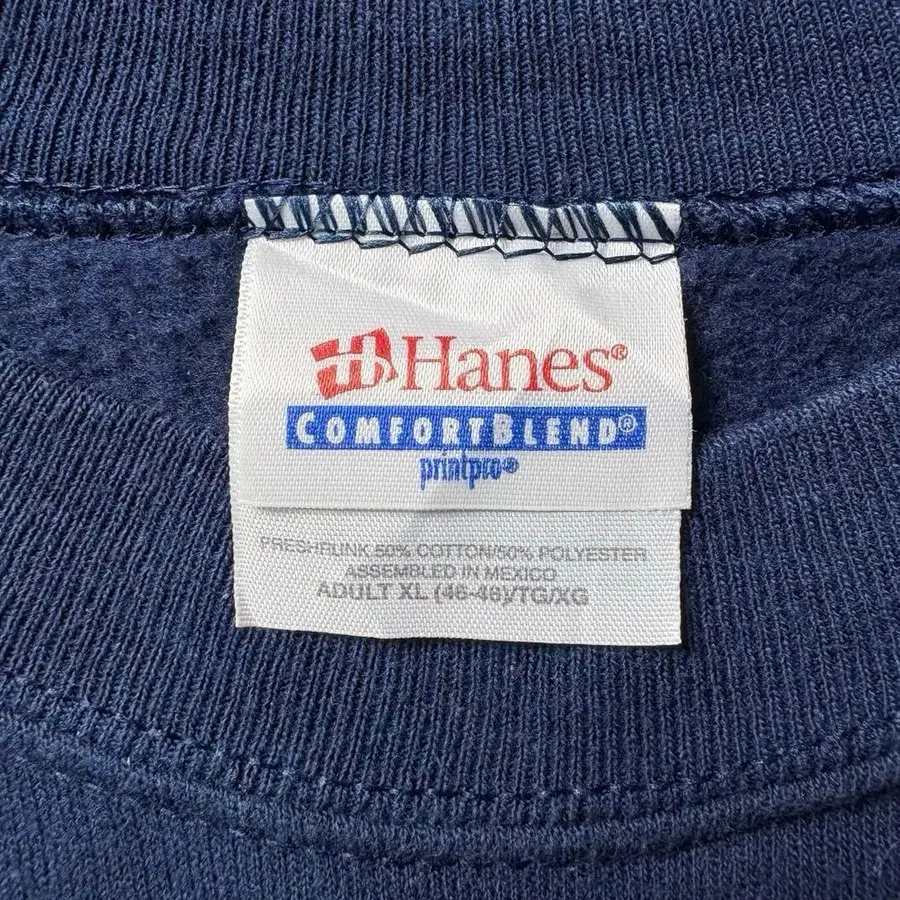 Hanes®
COMFORTBLEND®
printpro®
PRESHRUNK 50% COTTON/50% POLYESTER
ASSEMBLED IN MEXICO
ADULT XL (46-48)/TG/XG